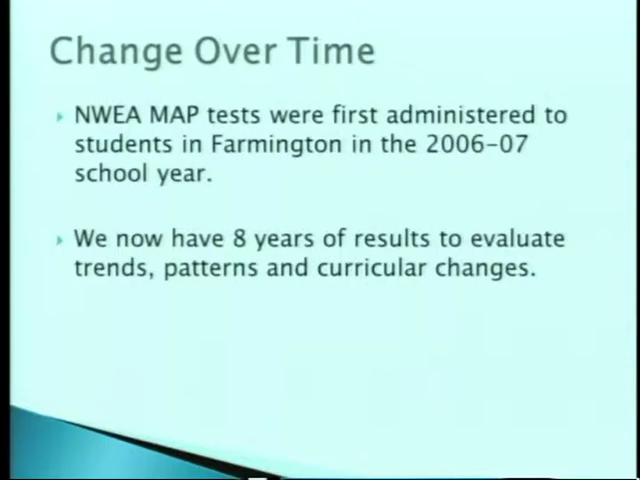 Change Over Time
NWEA MAP tests were first administered to
students in Farmington in the 2006-07
school year.
We now have 8 years of results to evaluate
trends, patterns and curricular changes.